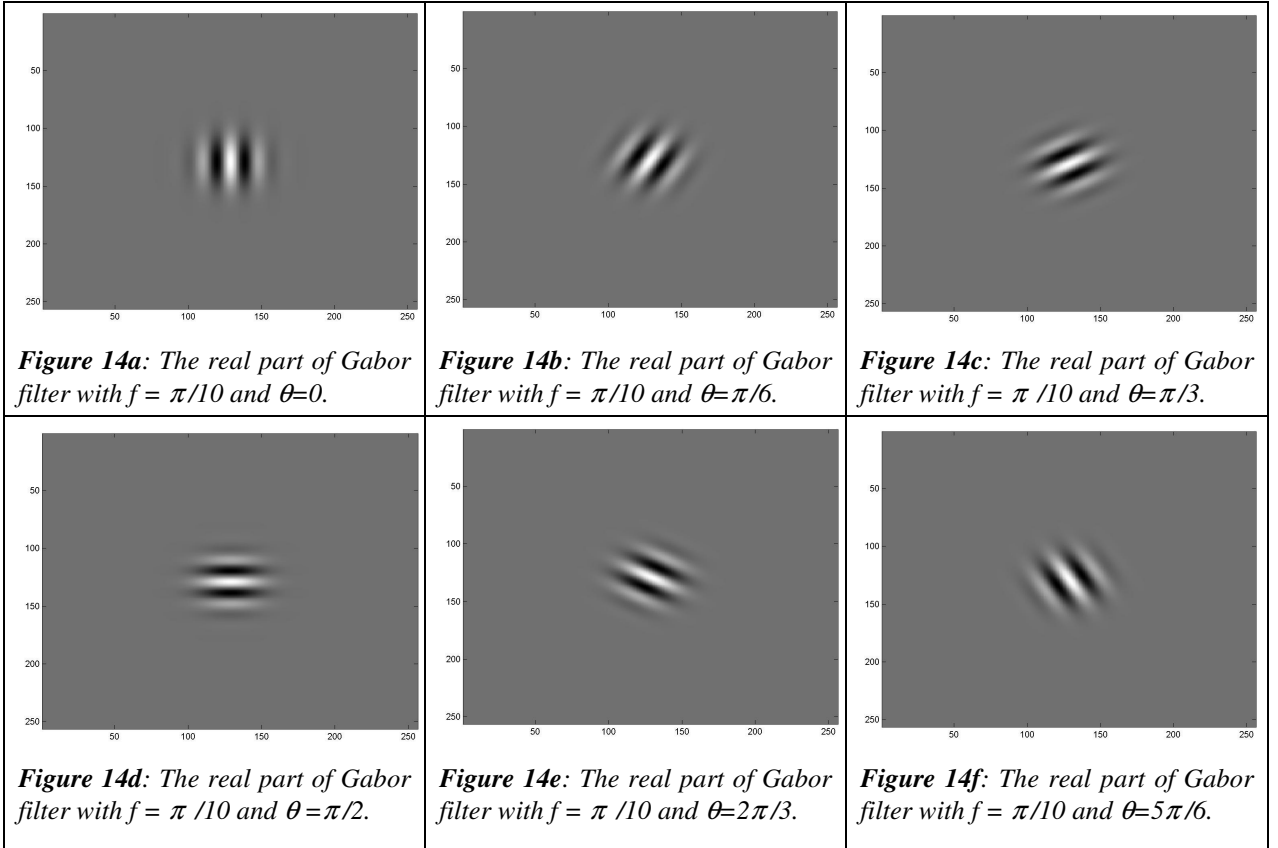 50
100
150
200
250
50 100 150 200 250
Figure 14a: The real part of Gabor
filter with f = π/10 and θ=0.
50
100
150
200
250
50 100 150 200 250
Figure 14b: The real part of Gabor
filter with f = π/10 and θ=π/6.
50
100
150
200
250
50 100 150 200 250
Figure 14c: The real part of Gabor
filter with f = π /10 and θ=π/3.
50
100
150
200
250
50 100 150 200 250
Figure 14d: The real part of Gabor
filter with f = π /10 and θ =π/2.
50
100
150
200
250
50 100 150 200 250
Figure 14e: The real part of Gabor
filter with f = π /10 and θ=2π/3.
50
100
150
200
250
50 100 150 200 250
Figure 14f: The real part of Gabor
filter with f = π/10 and θ=5π/6.